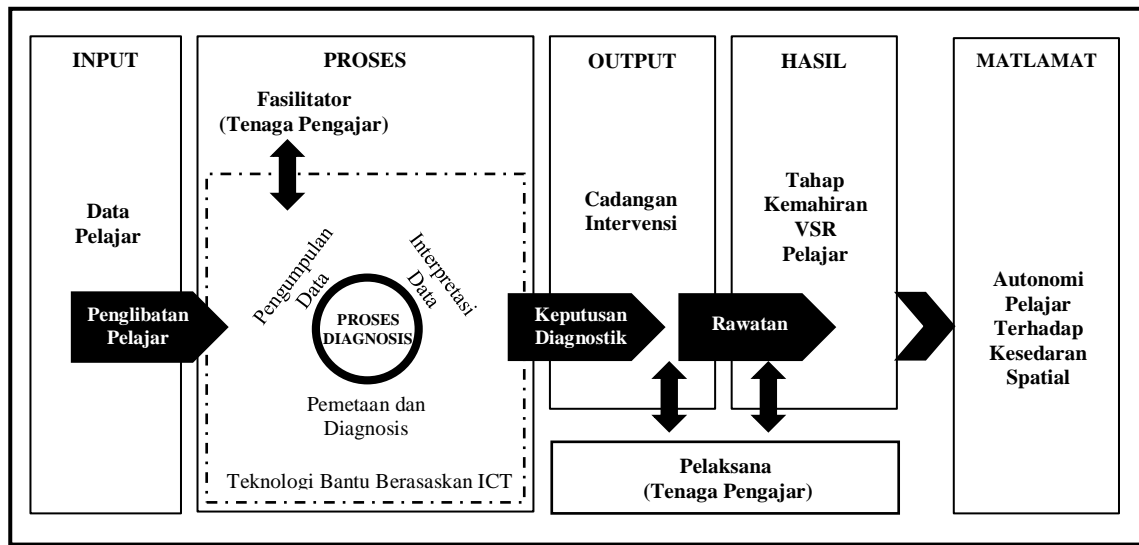 INPUT
Data
Pelajar
Penglibatan
Pelajar
PROSES
Fasilitator
(Tenaga Pengajar)
Pengumpulan
Data
Interpretasi
Data
PROSES
DIAGNOSIS
Pemetaan dan
Diagnosis
Teknologi Bantu Berasaskan ICT
OUTPUT
Cadangan
Intervensi
Keputusan
Diagnostik
HASIL
Tahap
Kemahiran
VSR
Pelajar
Rawatan
Pelaksana
(Tenaga Pengajar)
MATLAMAT
Autonomi
Pelajar
Terhadap
Kesedaran
Spatial